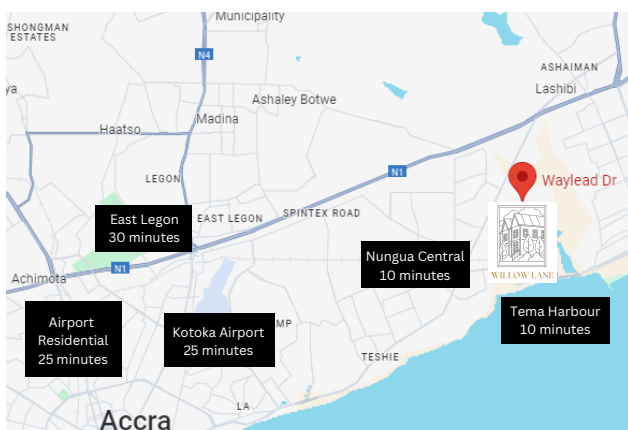 Municipality
SHONGMAN
ESTATES
N4
ASHAIMAN
Lashibi
ya
Ashaley Botwe
Madina
Haatso
N1
LEGON
Waylead Dr
East Legon
30 minutes
EAST LEGON
SPINTEX ROAD
Nungua Central
10 minutes
WILLOW LANE
N1
Achimota
Tema Harbour
10 minutes
Airport
Residential
25 minutes
Kotoka Airport
25 minutes
MP
TESHIE
LA
Accra